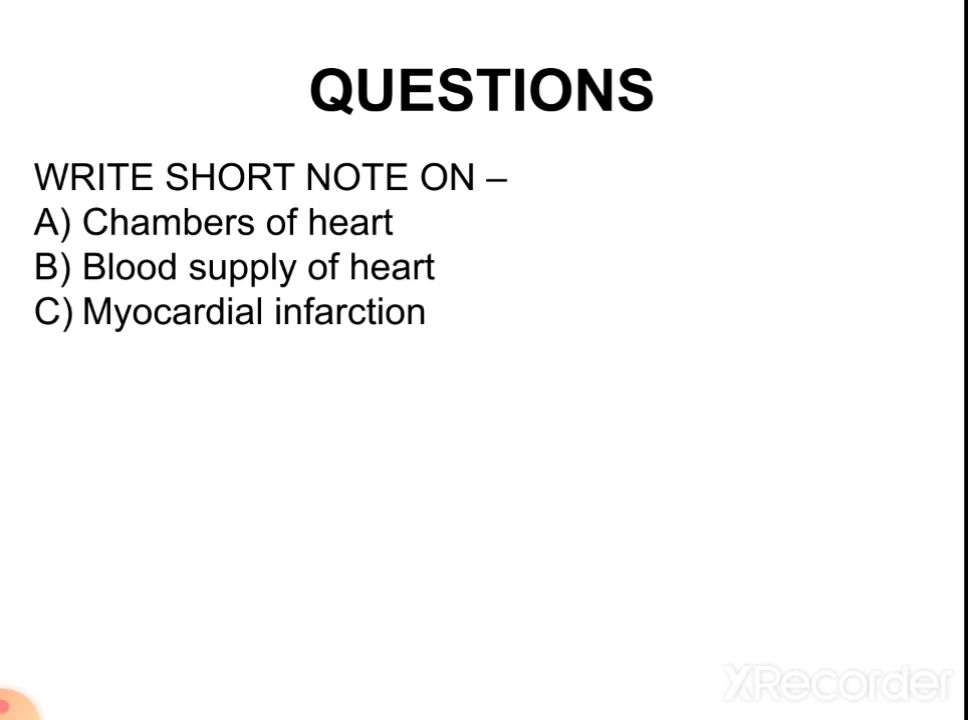 QUESTIONS
WRITE SHORT NOTE ON –
A) Chambers of heart
B) Blood supply of heart
C) Myocardial infarction
XRecorder